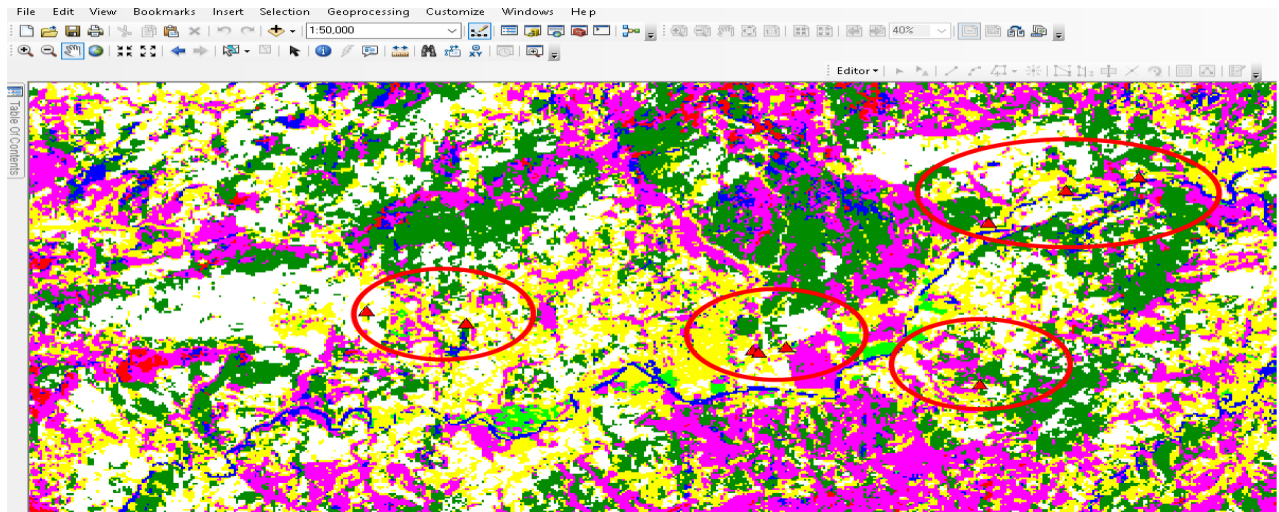 File Edit View Bookmarks Insert Selection Geoprocessing Customize Windows Help
1:50,000 40%
Editor
Table Of Contents